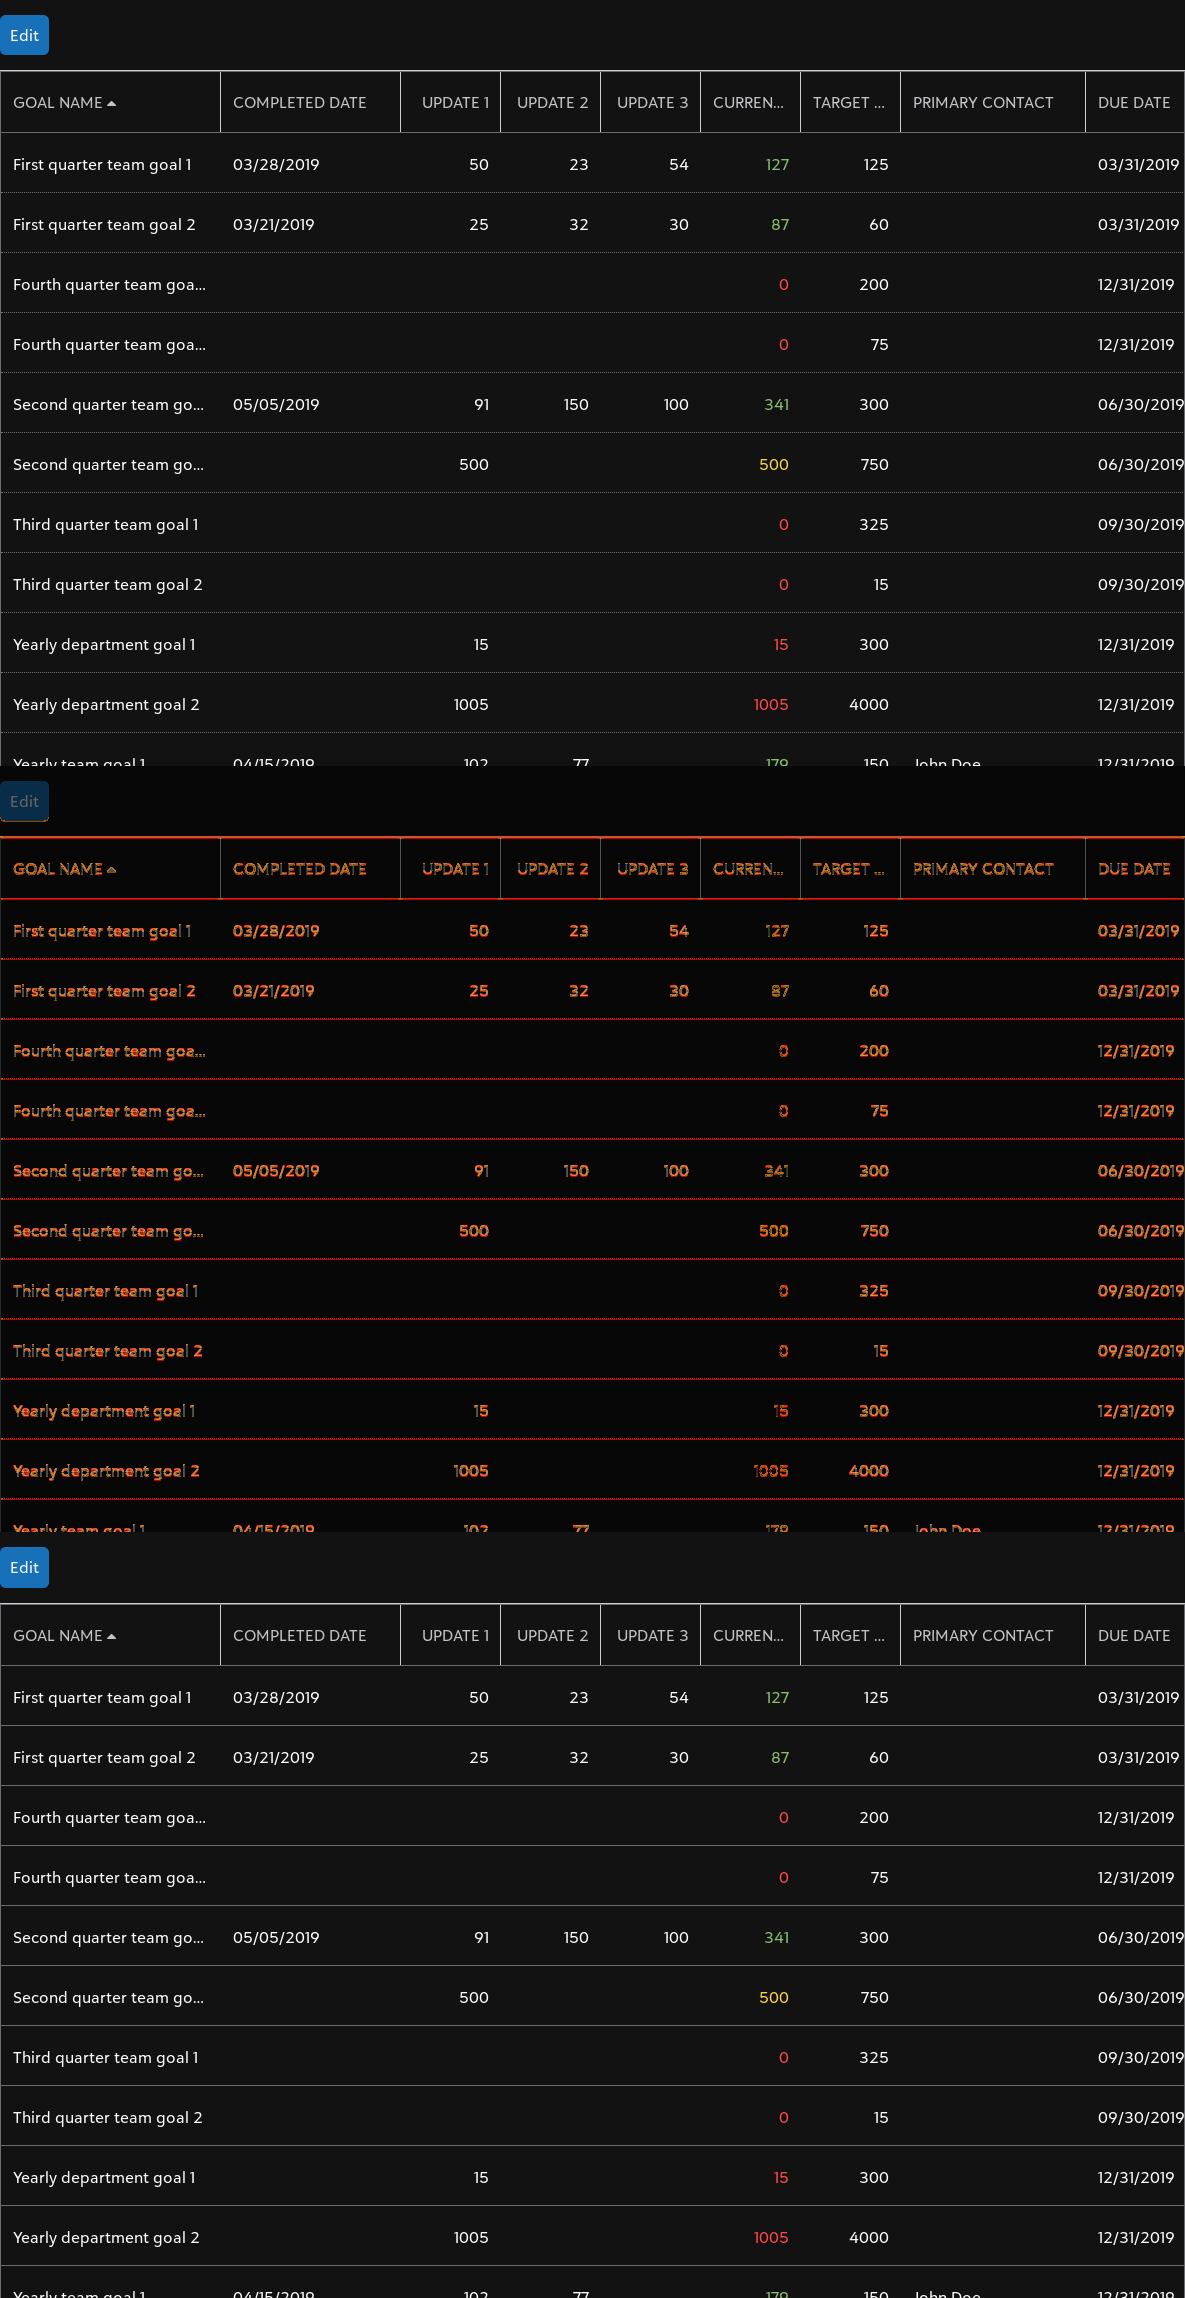 Edit
GOAL NAME COMPLETED DATE UPDATE 1 UPDATE 2 UPDATE 3 CURREN... TARGET ... PRIMARY CONTACT DUE DATE
First quarter team goal 1 03/28/2019 50 23 54 127 125 03/31/2019
First quarter team goal 2 03/21/2019 25 32 30 87 60 03/31/2019
Fourth quarter team goa... 0 200 12/31/2019
Fourth quarter team goa... 0 75 12/31/2019
Second quarter team go... 05/05/2019 91 150 100 341 300 06/30/2019
Second quarter team go... 500 500 750 06/30/2019
Third quarter team goal 1 0 325 09/30/2019
Third quarter team goal 2 0 15 09/30/2019
Yearly department goal 1 15 15 300 12/31/2019
Yearly department goal 2 1005 1005 4000 12/31/2019
Yearly team goal 1 04/15/2019 102 77 179 150 John Doe 12/31/2019
Edit
GOAL NAME COMPLETED DATE UPDATE 1 UPDATE 2 UPDATE 3 CURREN... TARGET ... PRIMARY CONTACT DUE DATE
First quarter team goal 1 03/28/2019 50 23 54 127 125 03/31/2019
First quarter team goal 2 03/21/2019 25 32 30 87 60 03/31/2019
Fourth quarter team goa... 0 200 12/31/2019
Fourth quarter team goa... 0 75 12/31/2019
Second quarter team go... 05/05/2019 91 150 100 341 300 06/30/2019
Second quarter team go... 500 500 750 06/30/2019
Third quarter team goal 1 0 325 09/30/2019
Third quarter team goal 2 0 15 09/30/2019
Yearly department goal 1 15 15 300 12/31/2019
Yearly department goal 2 1005 1005 4000 12/31/2019
Yearly team goal 1 04/15/2019 102 77 179 150 John Doe 12/31/2019
Edit
GOAL NAME COMPLETED DATE UPDATE 1 UPDATE 2 UPDATE 3 CURREN... TARGET ... PRIMARY CONTACT DUE DATE
First quarter team goal 1 03/28/2019 50 23 54 127 125 03/31/2019
First quarter team goal 2 03/21/2019 25 32 30 87 60 03/31/2019
Fourth quarter team goa... 0 200 12/31/2019
Fourth quarter team goa... 0 75 12/31/2019
Second quarter team go... 05/05/2019 91 150 100 341 300 06/30/2019
Second quarter team go... 500 500 750 06/30/2019
Third quarter team goal 1 0 325 09/30/2019
Third quarter team goal 2 0 15 09/30/2019
Yearly department goal 1 15 15 300 12/31/2019
Yearly department goal 2 1005 1005 4000 12/31/2019
Yearly team goal 1 04/15/2019 102 77 179 150 John Doe 12/31/2019